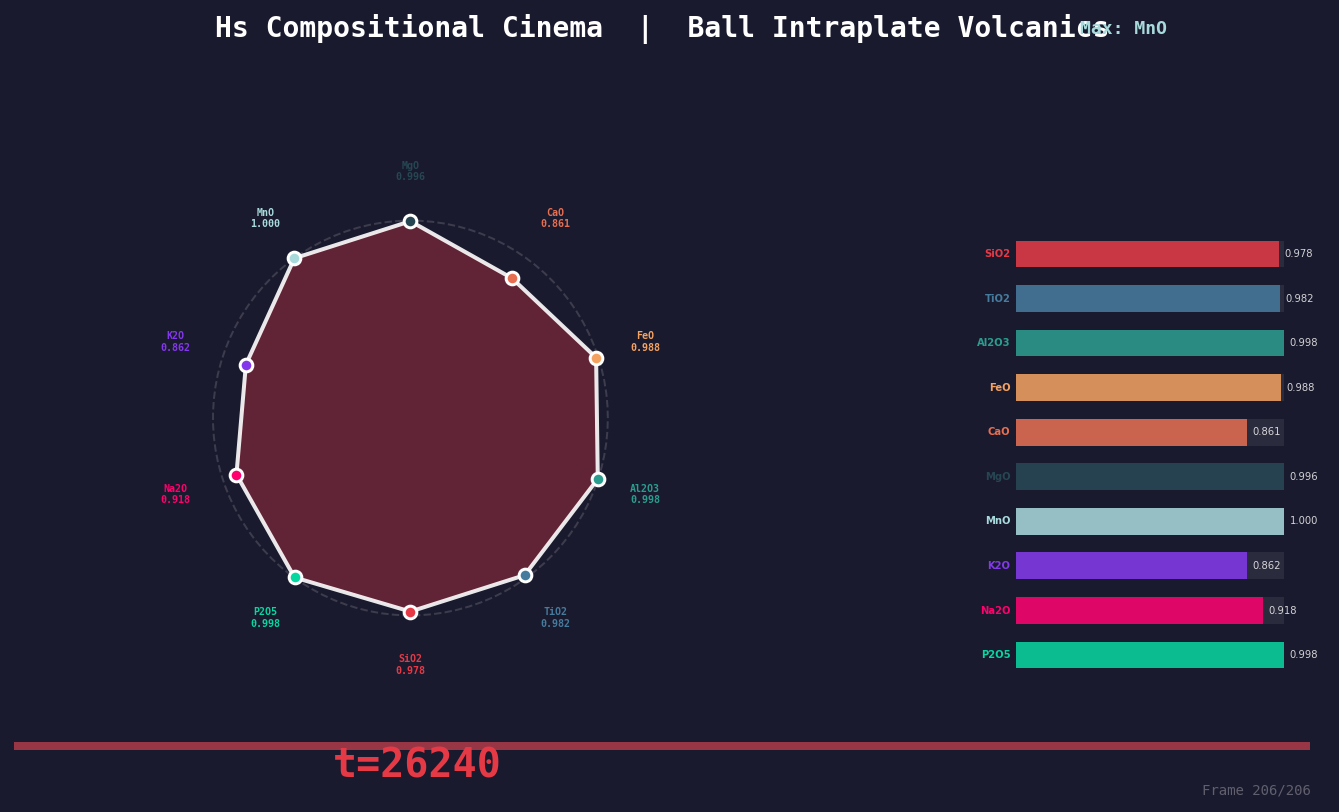 Hs Compositional Cinema | Ball Intraplate Volcanics
Max: MnO
MgO
0.996
MnO
1.000
CaO
0.861
K2O
0.862
FeO
0.988
Na2O
0.918
Al2O3
0.998
P2O5
0.998
TiO2
0.982
SiO2
0.978
SiO2 0.978
TiO2 0.982
Al2O3 0.998
FeO 0.988
CaO 0.861
MgO 0.996
MnO 1.000
K2O 0.862
Na2O 0.918
P2O5 0.998
t=26240
Frame 206/206